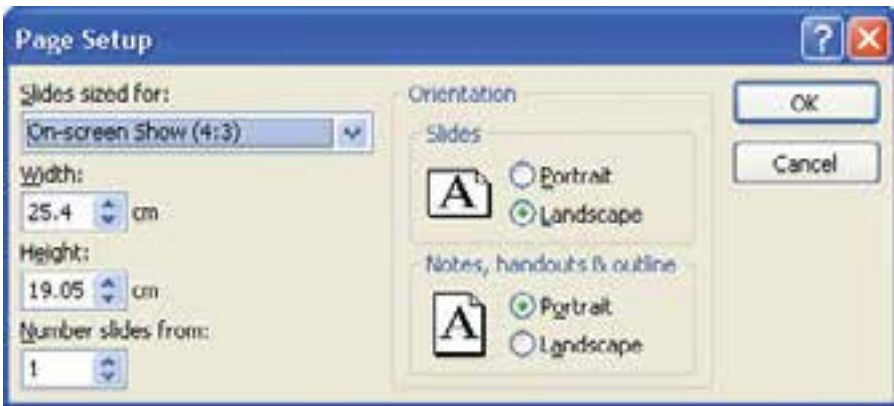 Page Setup
Slides sized for:
On-screen Show (4:3)
Width:
25.4 cm
Height:
19.05 cm
Number slides from:
1
Orientation
Slides
A
Portrait
Landscape
Notes, handouts & outline
A
Portrait
Landscape
OK
Cancel